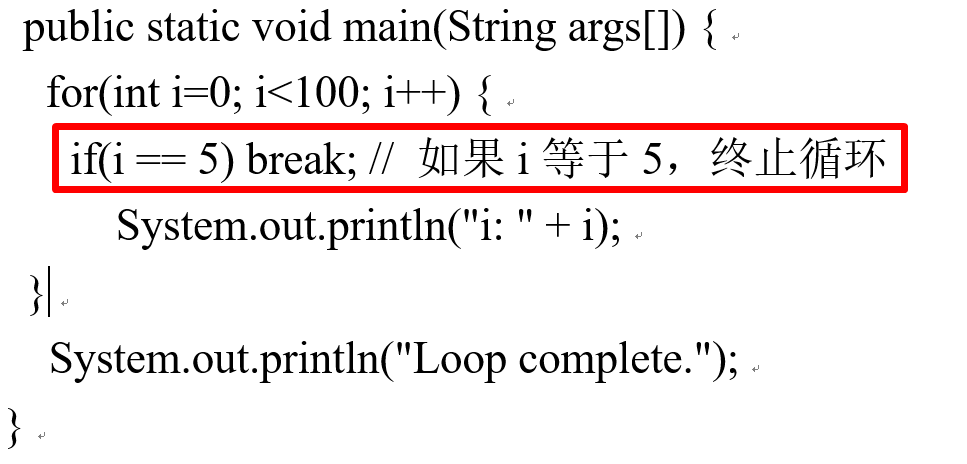 public static void main(String args[]) {
for(int i=0; i<100; i++) {
if(i == 5) break; // 如果 i 等于 5，终止循环
System.out.println("i: " + i);
}
System.out.println("Loop complete.");
}